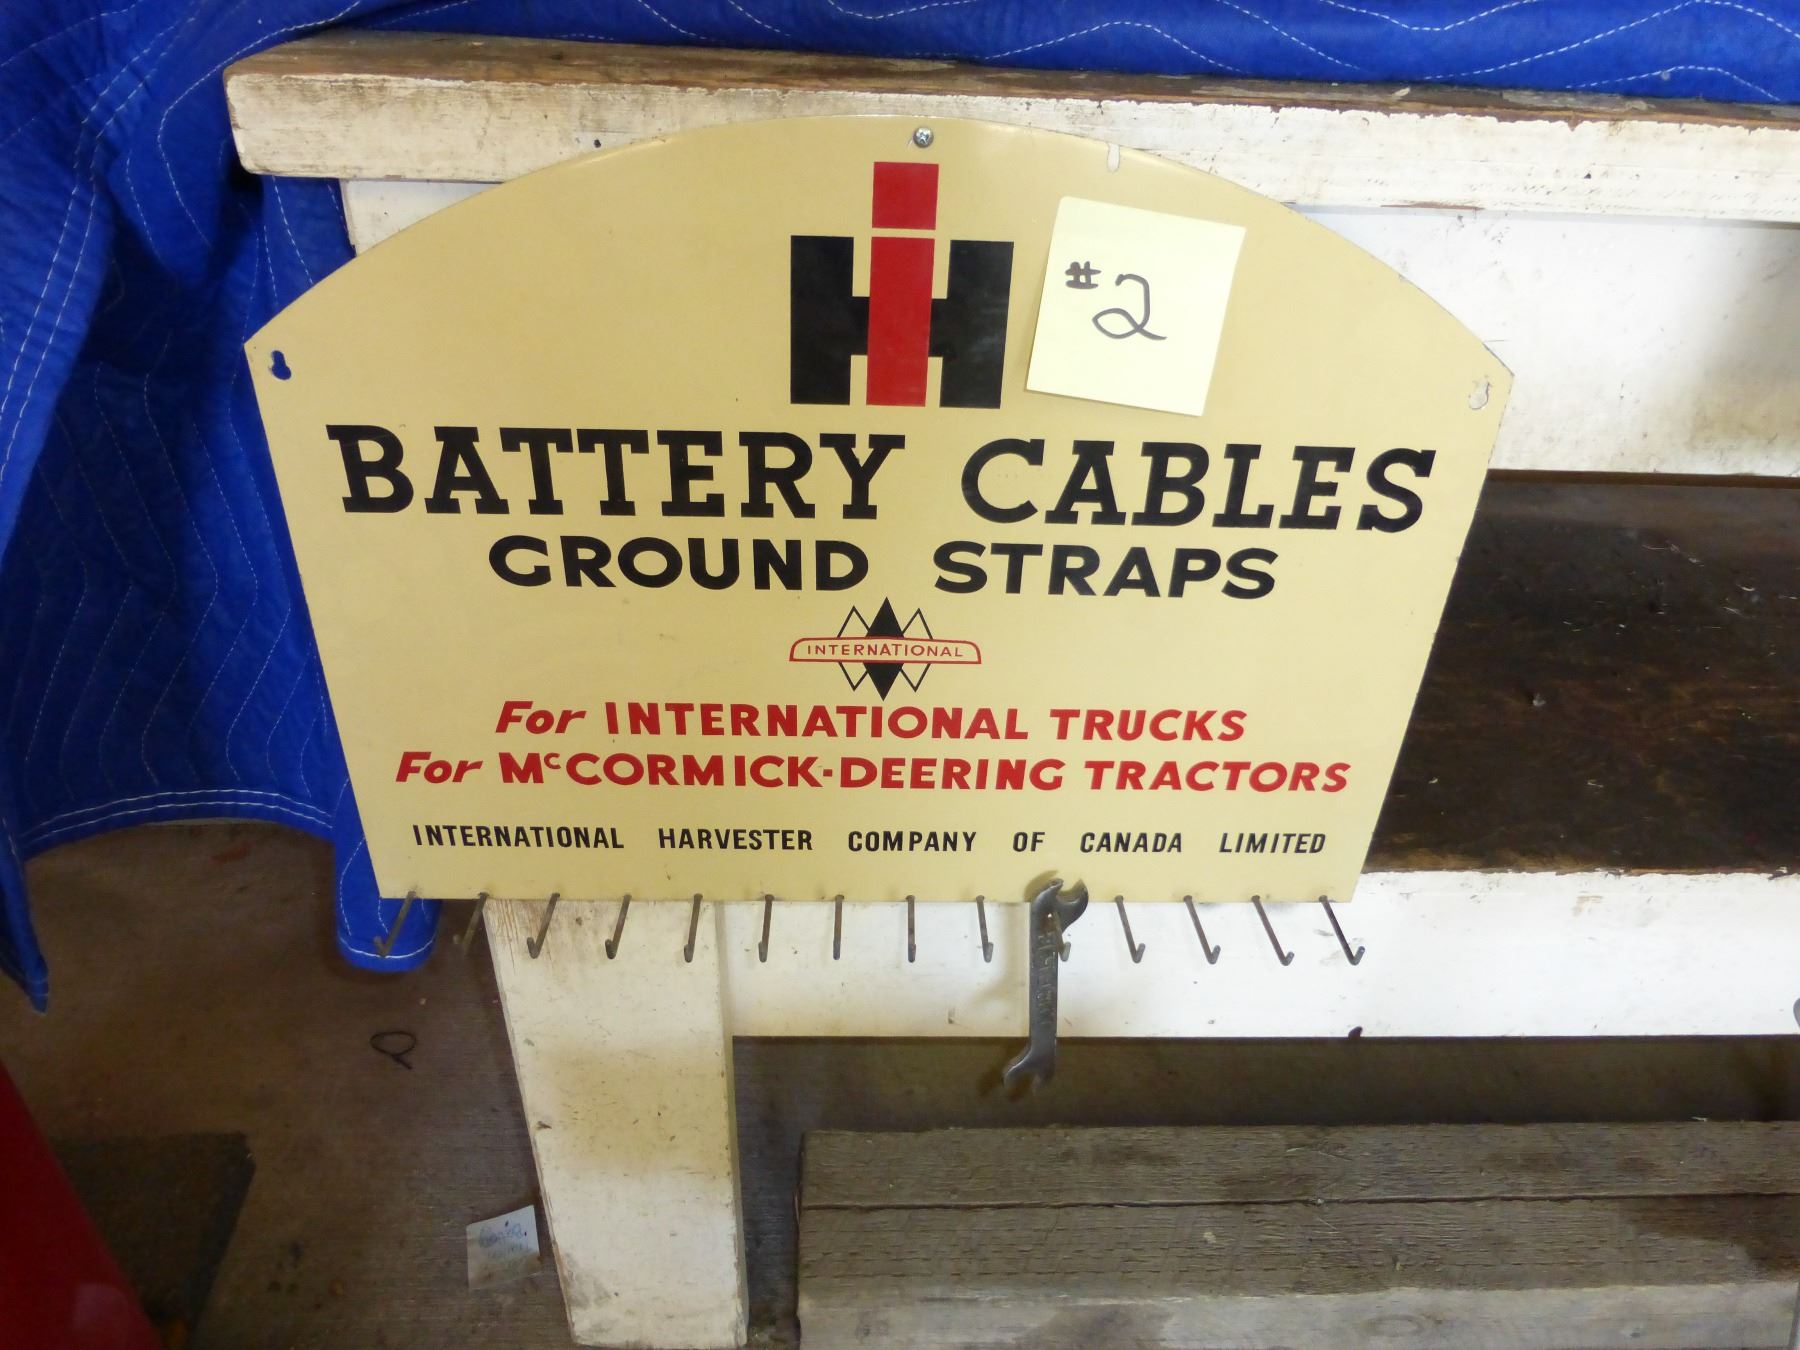 IH
#2
BATTERY CABLES
GROUND STRAPS
INTERNATIONAL
For INTERNATIONAL TRUCKS
For McCORMICK-DEERING TRACTORS
INTERNATIONAL HARVESTER COMPANY OF CANADA LIMITED